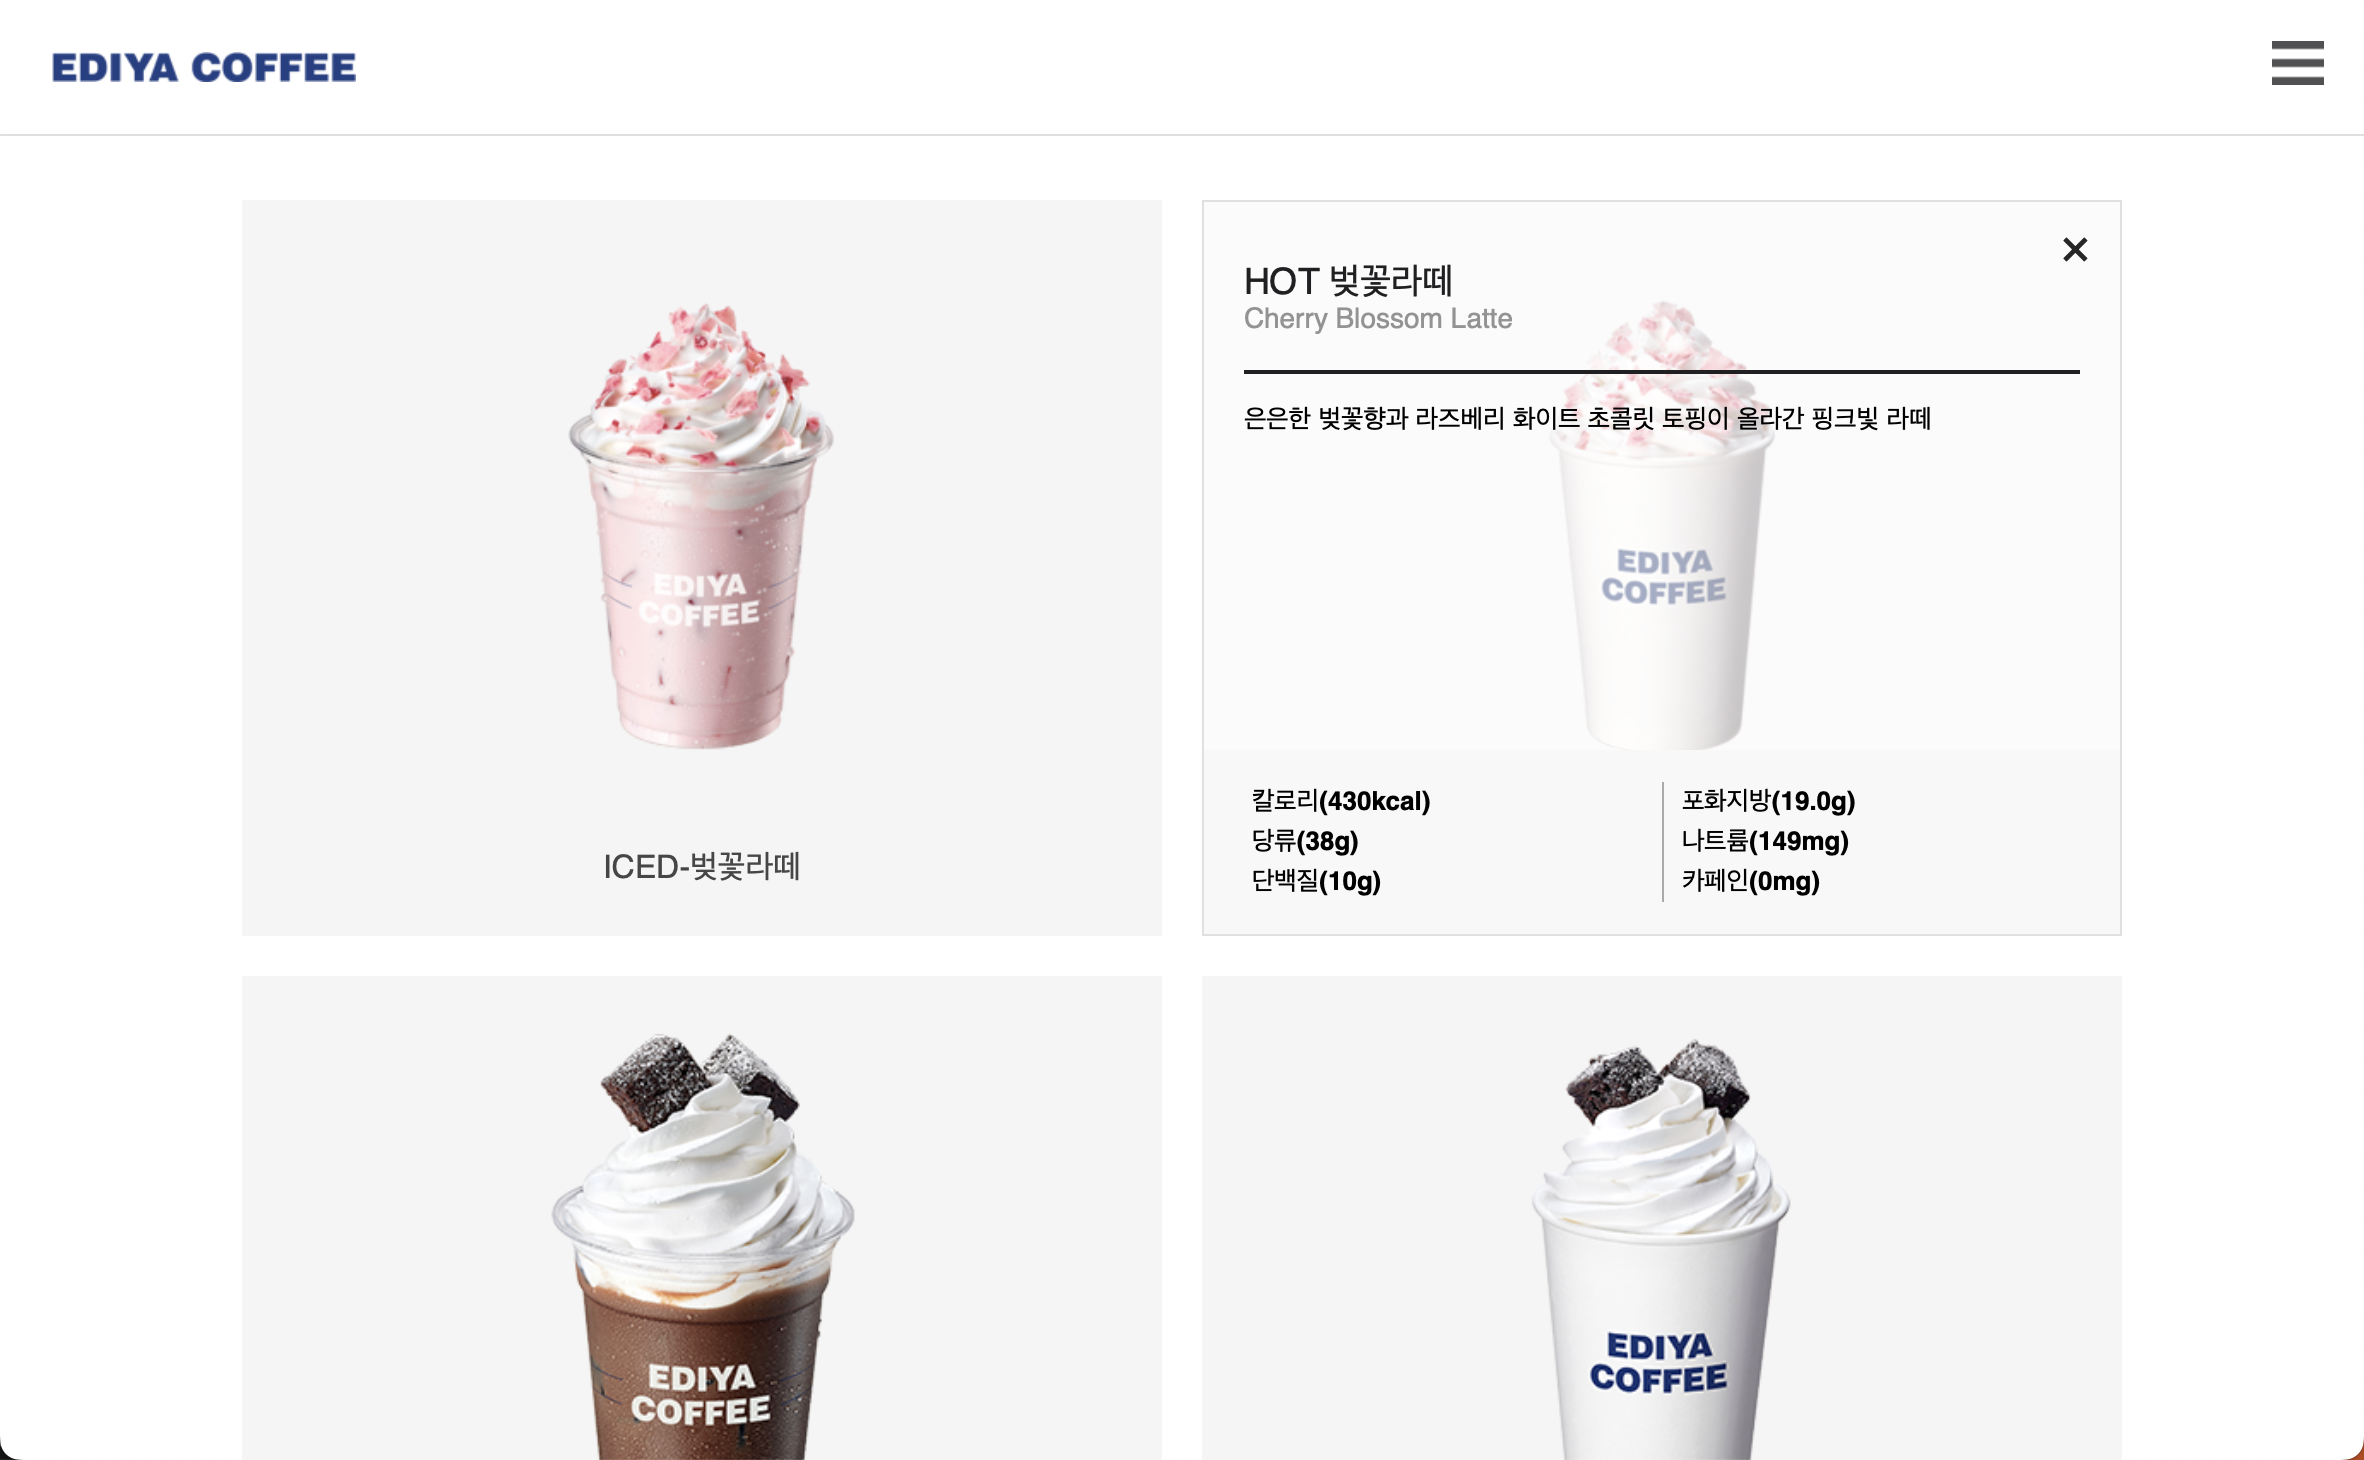 EDIYA COFFEE
EDIYA
COFFEE
ICED-벚꽃라떼
HOT 벚꽃라떼
Cherry Blossom Latte
은은한 벚꽃향과 라즈베리 화이트 초콜릿 토핑이 올라간 핑크빛 라떼
EDIYA
COFFEE
칼로리(430kcal)
당류(38g)
단백질(10g)
포화지방(19.0g)
나트륨(149mg)
카페인(0mg)
EDIYA
COFFEE
EDIYA
COFFEE